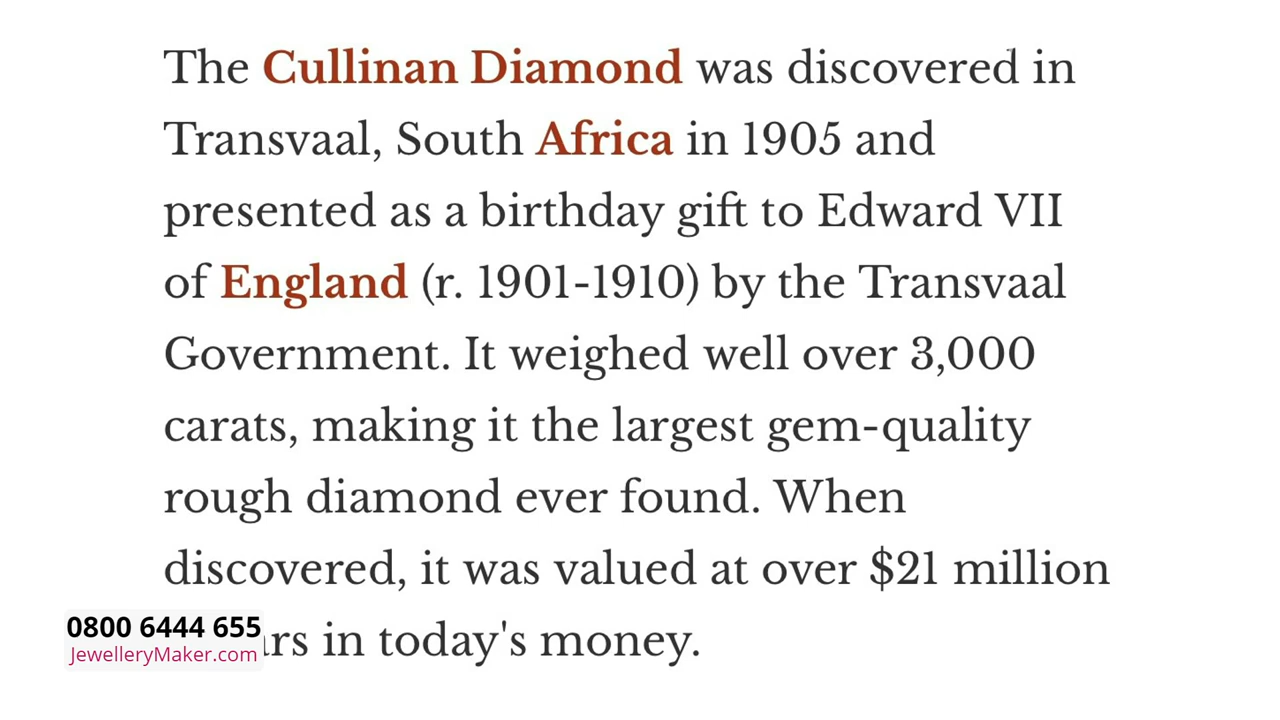 The Cullinan Diamond was discovered in
Transvaal, South Africa in 1905 and
presented as a birthday gift to Edward VII
of England (r. 1901-1910) by the Transvaal
Government. It weighed well over 3,000
carats, making it the largest gem-quality
rough diamond ever found. When
discovered, it was valued at over $21 million
in today's money.
0800 6444 655
JewelleryMaker.com